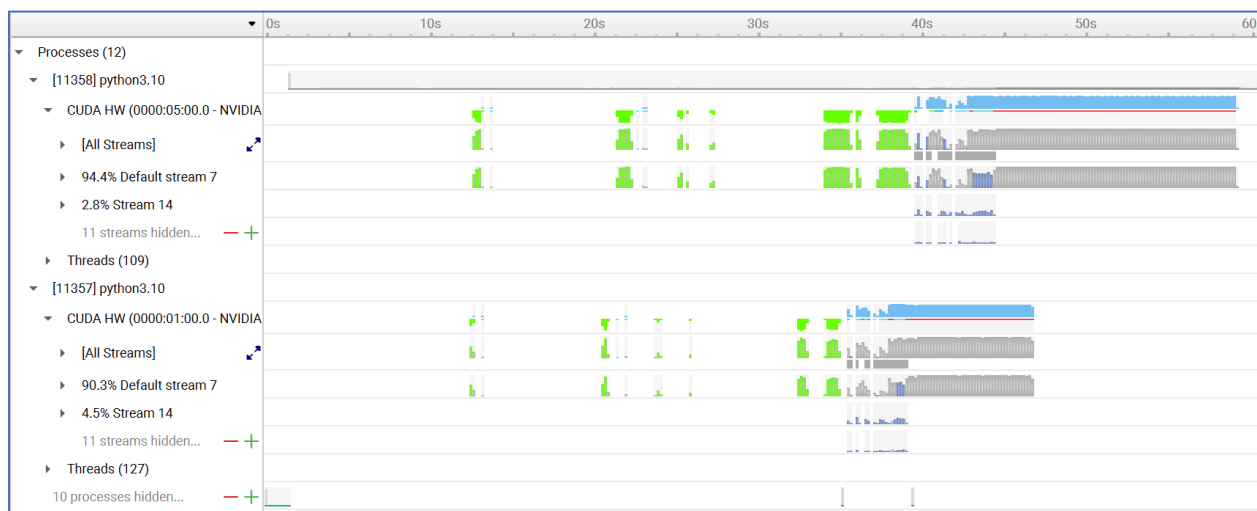 0s 10s 20s 30s 40s 50s 60
Processes (12)
[11358] python3.10
CUDA HW (0000:05:00.0 - NVIDIA
[All Streams]
94.4% Default stream 7
2.8% Stream 14
11 streams hidden...
Threads (109)
[11357] python3.10
CUDA HW (0000:01:00.0 - NVIDIA
[All Streams]
90.3% Default stream 7
4.5% Stream 14
11 streams hidden...
Threads (127)
10 processes hidden...